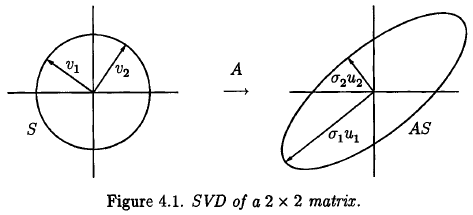 v₁
v₂
S
A
σ₂u₂
σ₁u₁
AS
Figure 4.1. SVD of a 2 × 2 matrix.